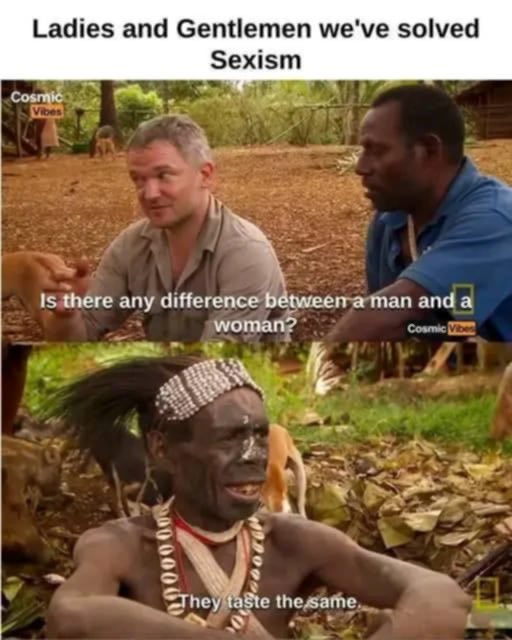 Ladies and Gentlemen we've solved
Sexism
Cosmic
Vibes
Is there any difference between a man and a
woman?
Cosmic Vibes
They taste the same.